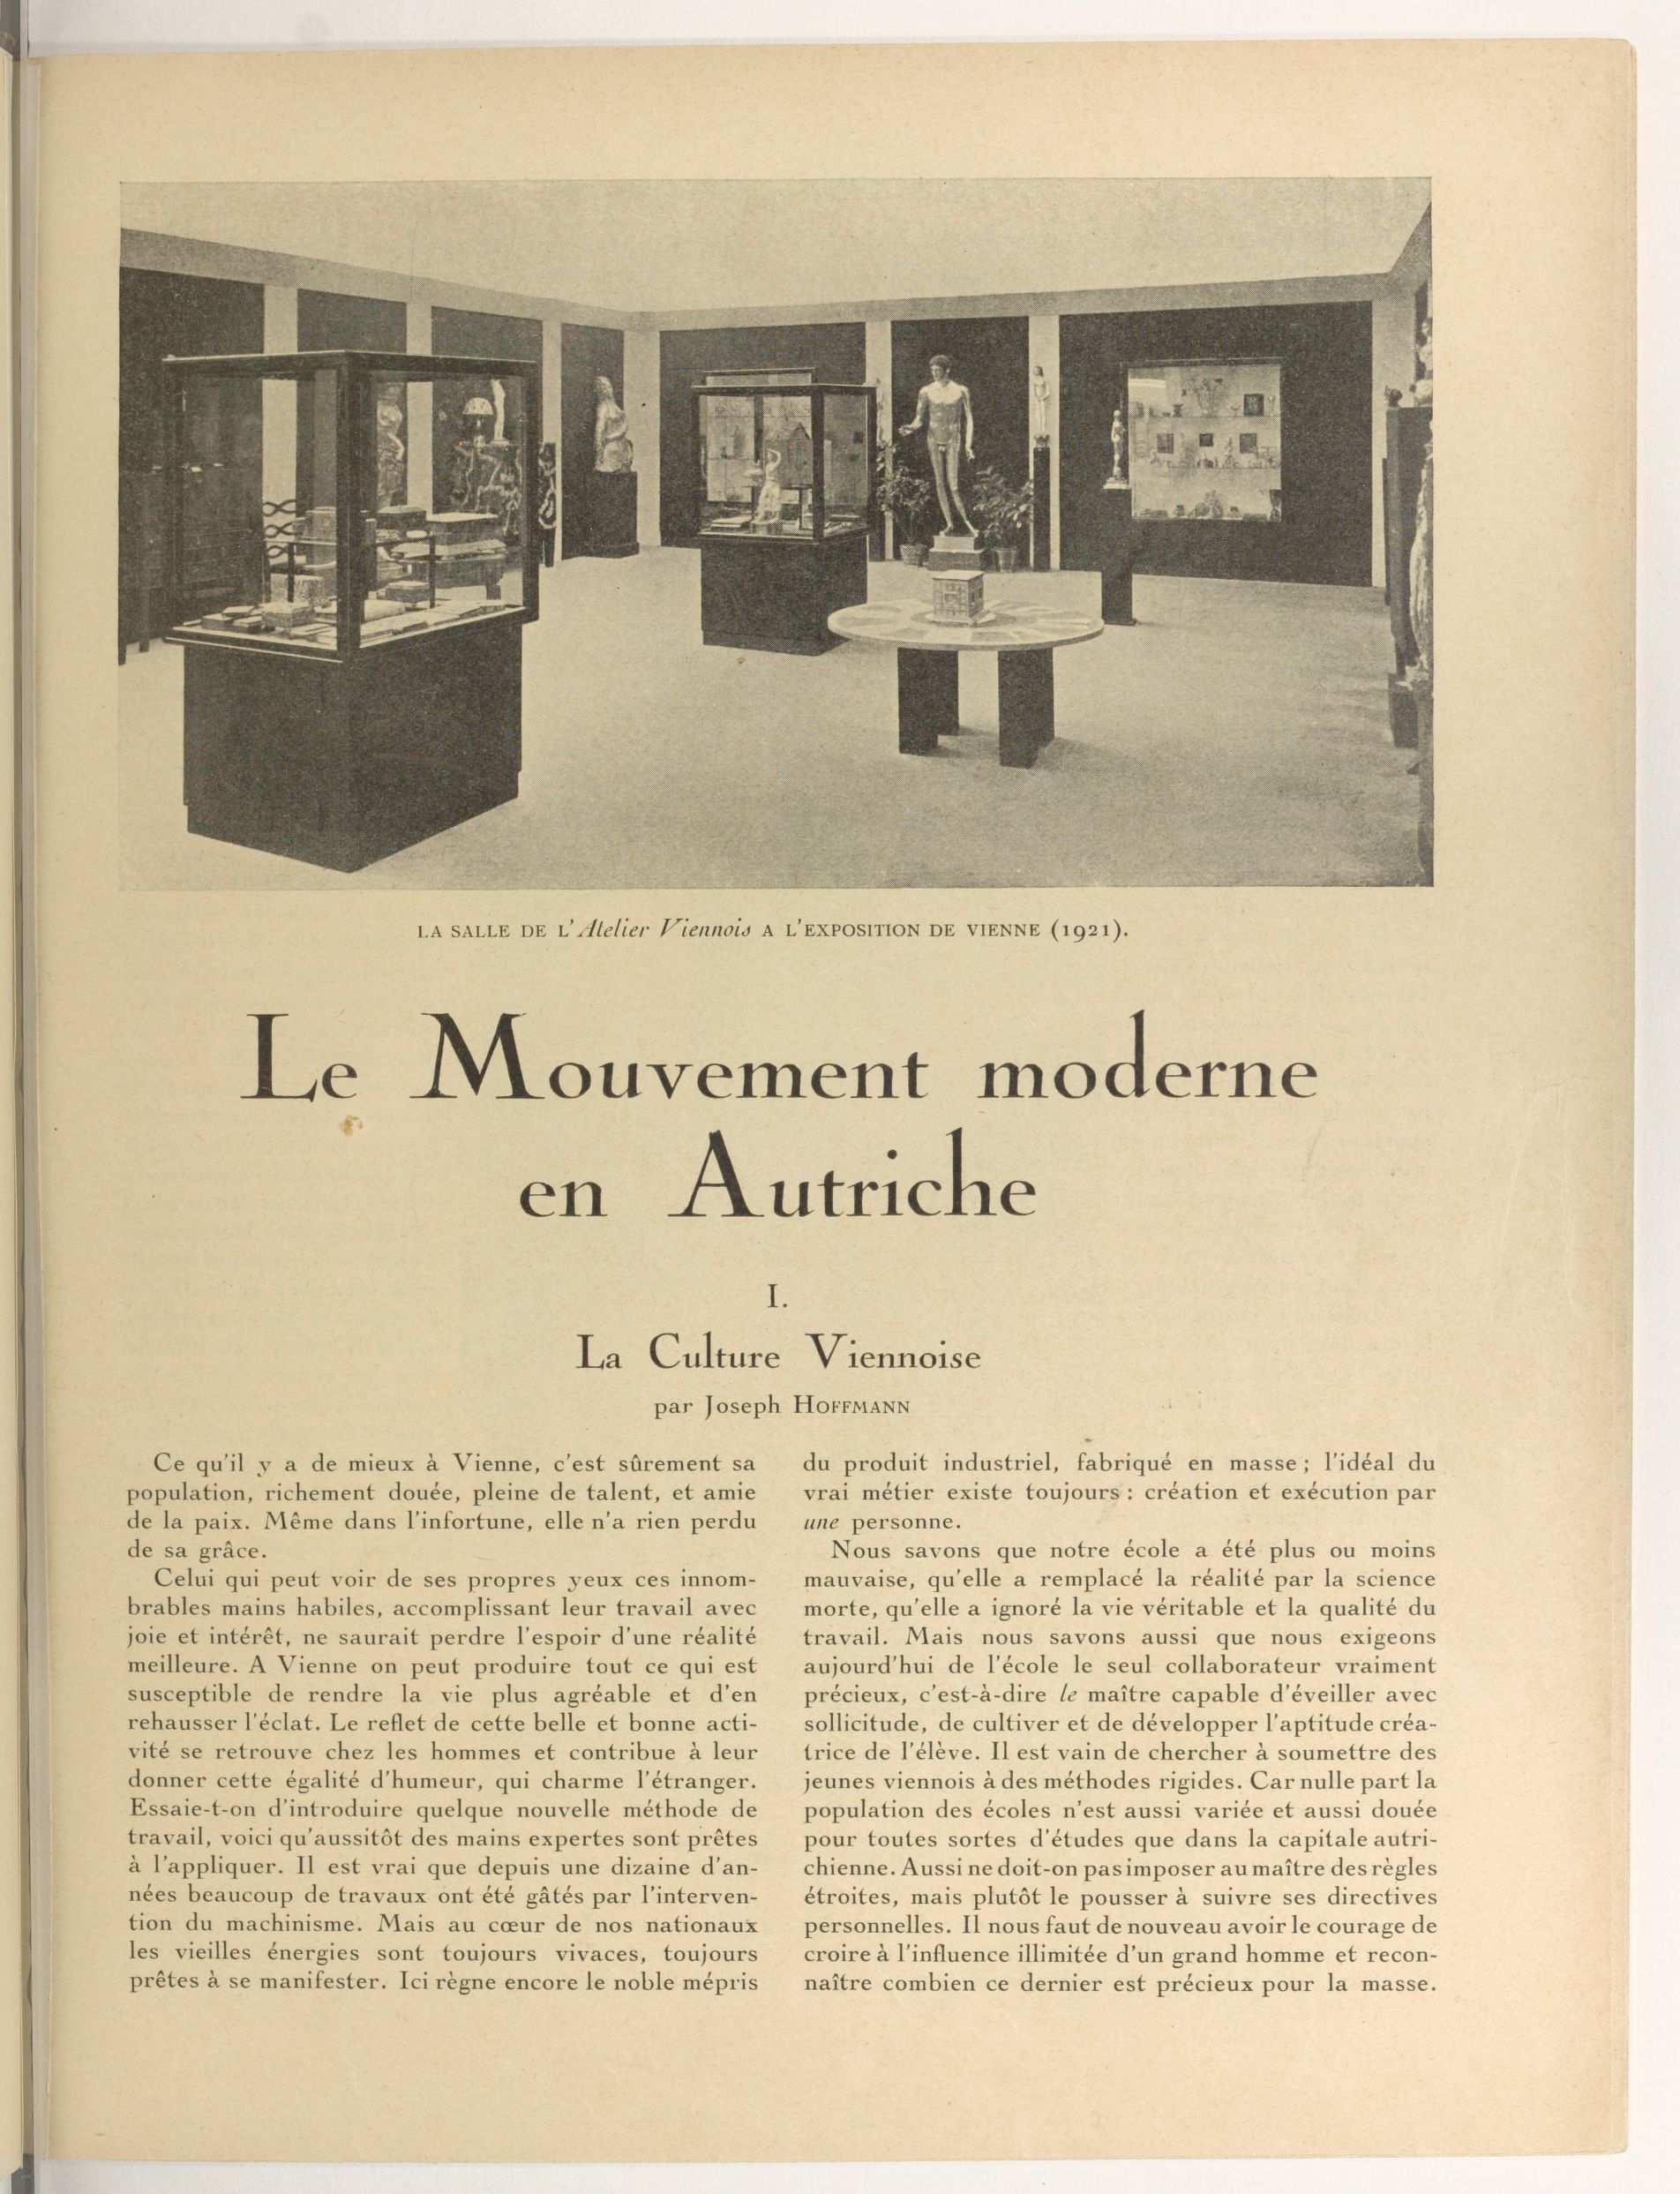 LA SALLE DE L'Atelier Viennois A L'EXPOSITION DE VIENNE (1921).
Le Mouvement moderne
en Autriche
I.
La Culture Viennoise
par Joseph HOFFMANN
Ce qu'il y a de mieux à Vienne, c'est sûrement sa
population, richement douée, pleine de talent, et amie
de la paix. Même dans l'infortune, elle n'a rien perdu
de sa grâce.
Celui qui peut voir de ses propres yeux ces innom-
brables mains habiles, accomplissant leur travail avec
joie et intérêt, ne saurait perdre l'espoir d'une réalité
meilleure. A Vienne on peut produire tout ce qui est
susceptible de rendre la vie plus agréable et d'en
rehausser l'éclat. Le reflet de cette belle et bonne acti-
vité se retrouve chez les hommes et contribue à leur
donner cette égalité d'humeur, qui charme l'étranger.
Essaie-t-on d'introduire quelque nouvelle méthode de
travail, voici qu'aussitôt des mains expertes sont prêtes
à l'appliquer. Il est vrai que depuis une dizaine d'an-
nées beaucoup de travaux ont été gâtés par l'interven-
tion du machinisme. Mais au cœur de nos nationaux
les vieilles énergies sont toujours vivaces, toujours
prêtes à se manifester. Ici règne encore le noble mépris
du produit industriel, fabriqué en masse ; l'idéal du
vrai métier existe toujours : création et exécution par
une personne.
Nous savons que notre école a été plus ou moins
mauvaise, qu'elle a remplacé la réalité par la science
morte, qu'elle a ignoré la vie véritable et la qualité du
travail. Mais nous savons aussi que nous exigeons
aujourd'hui de l'école le seul collaborateur vraiment
précieux, c'est-à-dire le maître capable d'éveiller avec
sollicitude, de cultiver et de développer l'aptitude créa-
trice de l'élève. Il est vain de chercher à soumettre des
jeunes viennois à des méthodes rigides. Car nulle part la
population des écoles n'est aussi variée et aussi douée
pour toutes sortes d'études que dans la capitale autri-
chienne. Aussi ne doit-on pas imposer au maître des règles
étroites, mais plutôt le pousser à suivre ses directives
personnelles. Il nous faut de nouveau avoir le courage de
croire à l'influence illimitée d'un grand homme et recon-
naître combien ce dernier est précieux pour la masse.